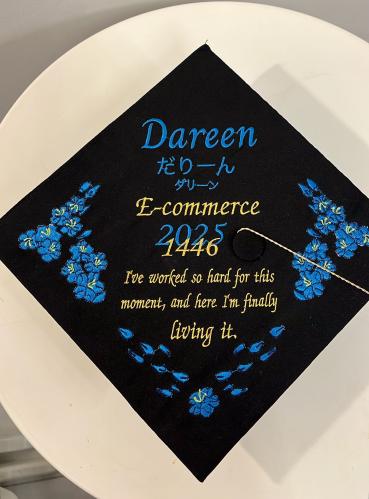 Dareen
だりーん
ダリーン
E-commerce
2025
1446
I've worked so hard for this
moment, and here I'm finally
living it.